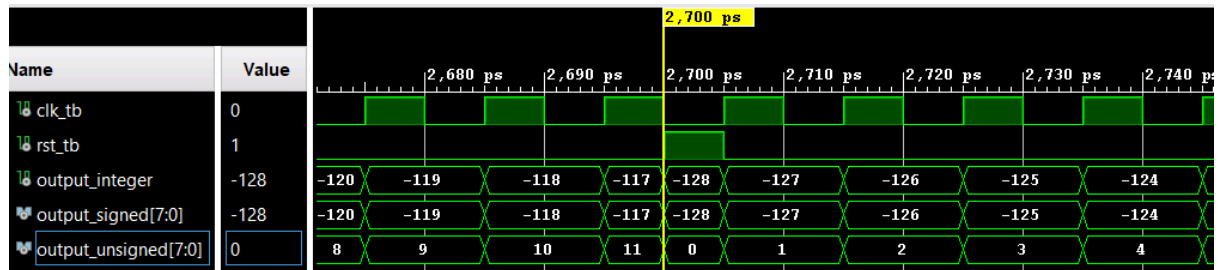 2,700 ps
Name Value 2,680 ps 2,690 ps 2,700 ps 2,710 ps 2,720 ps 2,730 ps 2,740 ps
clk_tb 0
rst_tb 1
output_integer -128 -120 -119 -118 -117 -128 -127 -126 -125 -124
output_signed[7:0] -128 -120 -119 -118 -117 -128 -127 -126 -125 -124
output_unsigned[7:0] 0 8 9 10 11 0 1 2 3 4